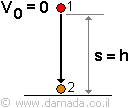 V₀ = 0 1
s = h
2
© www.damada.co.il